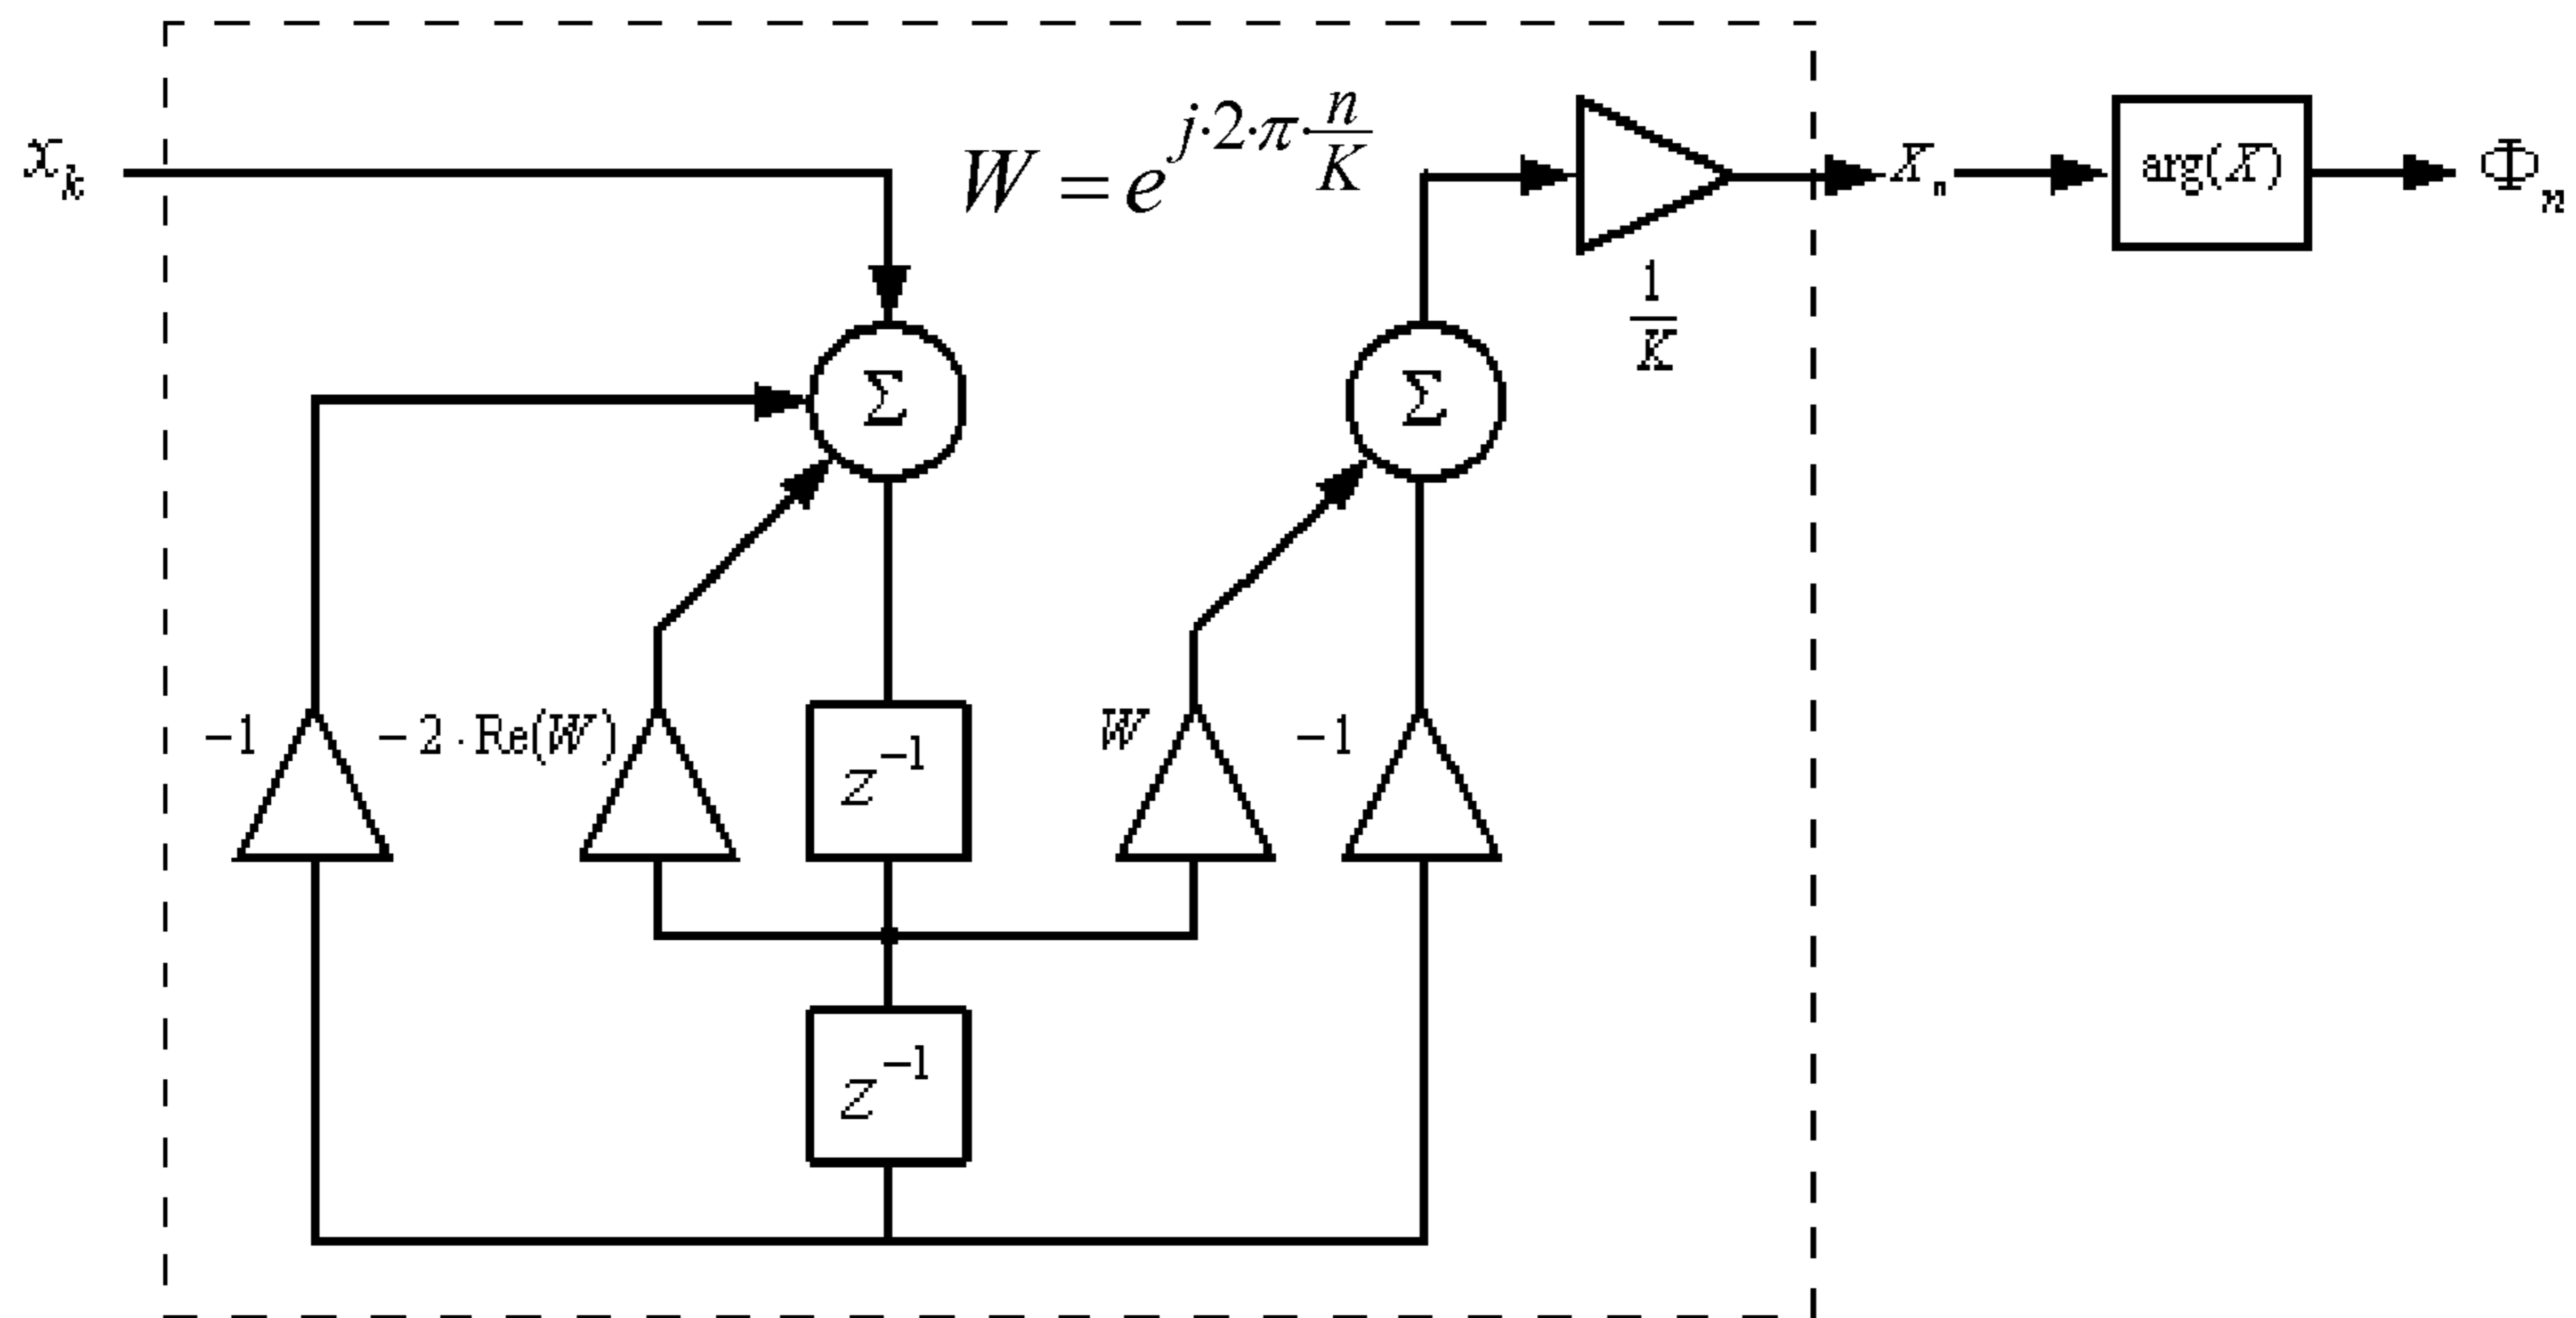 x_k
W = e^{j·2·π·n/K}
X_n
arg(X)
Φ_n
1/K
Σ
Σ
−1
−2·Re(W)
z^{−1}
W
−1
z^{−1}